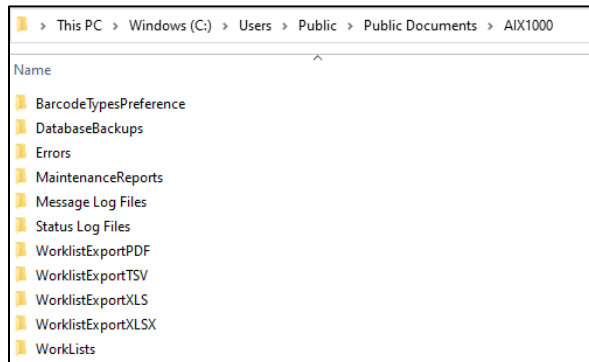 > This PC > Windows (C:) > Users > Public > Public Documents > AIX1000
Name
BarcodeTypesPreference
DatabaseBackups
Errors
MaintenanceReports
Message Log Files
Status Log Files
WorklistExportPDF
WorklistExportTSV
WorklistExportXLS
WorklistExportXLSX
WorkLists